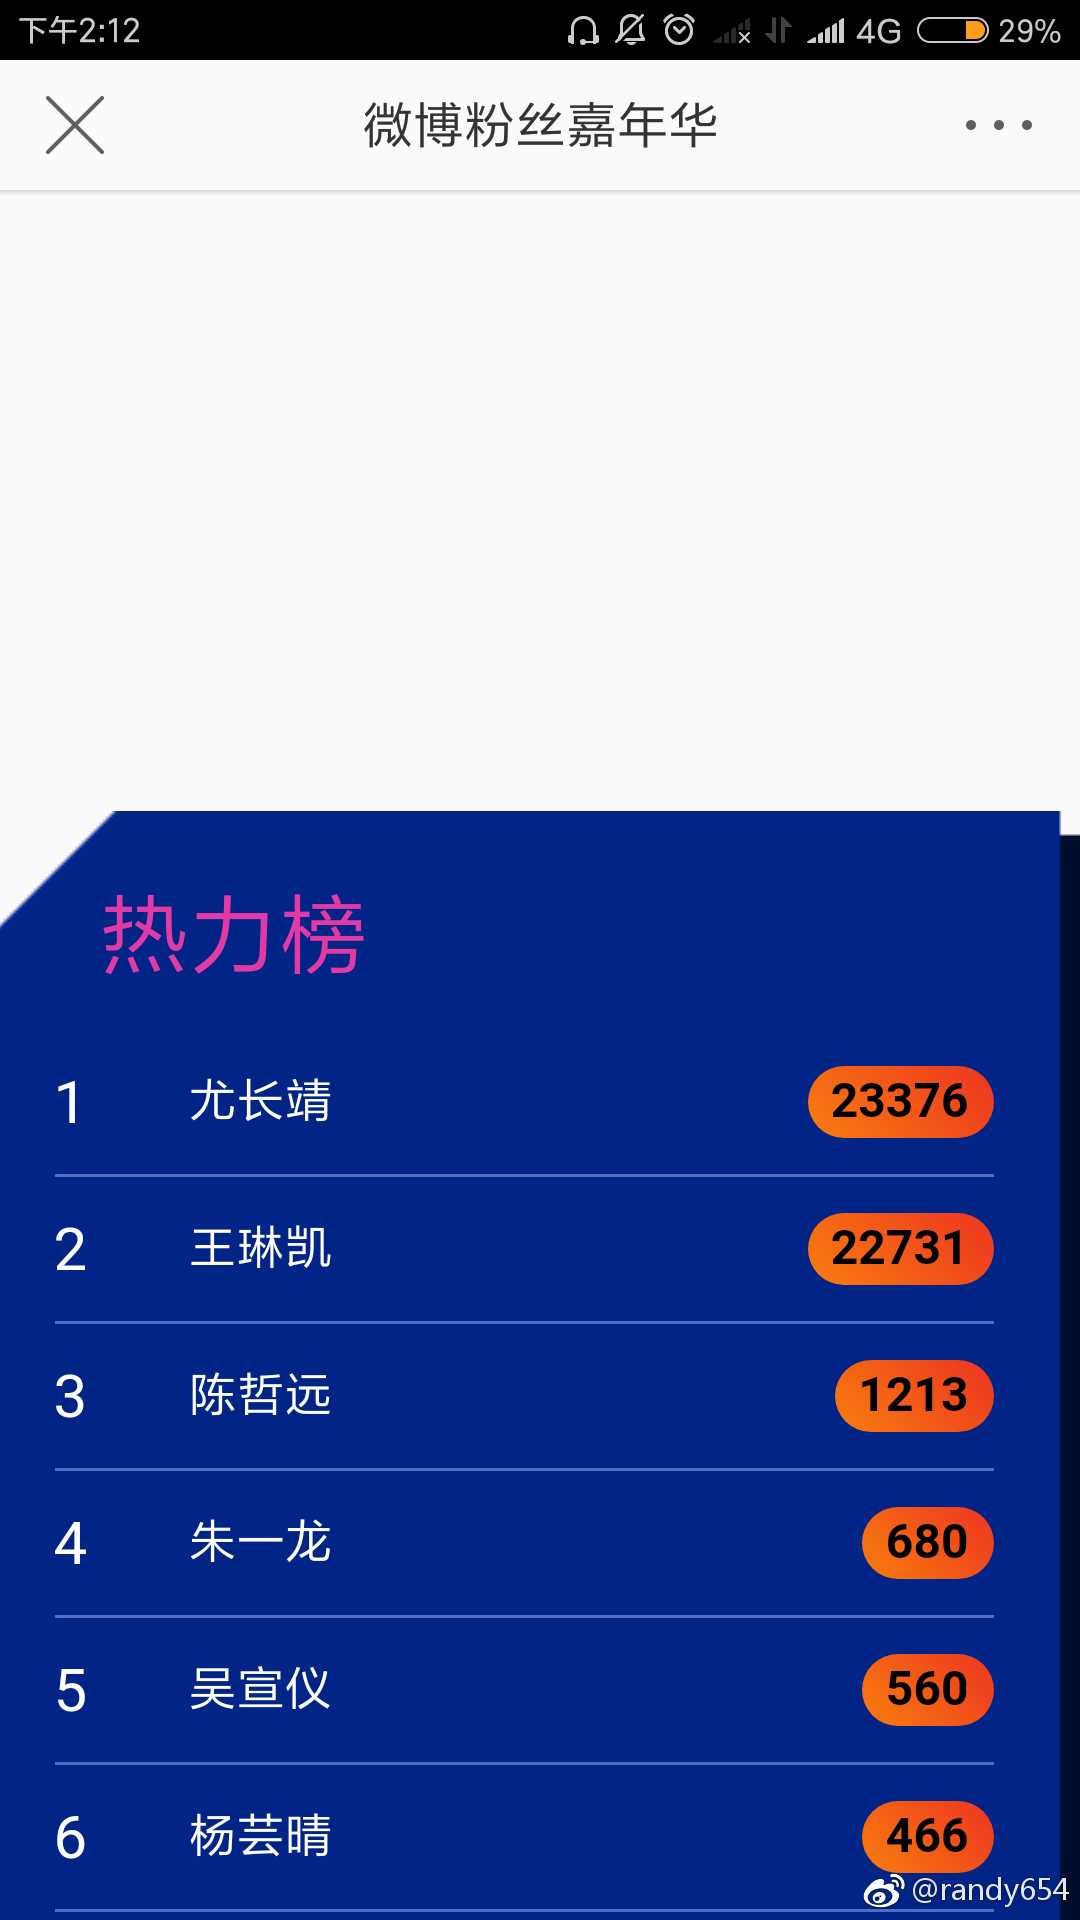 下午2:12 4G 29%
微博粉丝嘉年华
热力榜
1 尤长靖 23376
2 王琳凯 22731
3 陈哲远 1213
4 朱一龙 680
5 吴宣仪 560
6 杨芸晴 466
@randy654